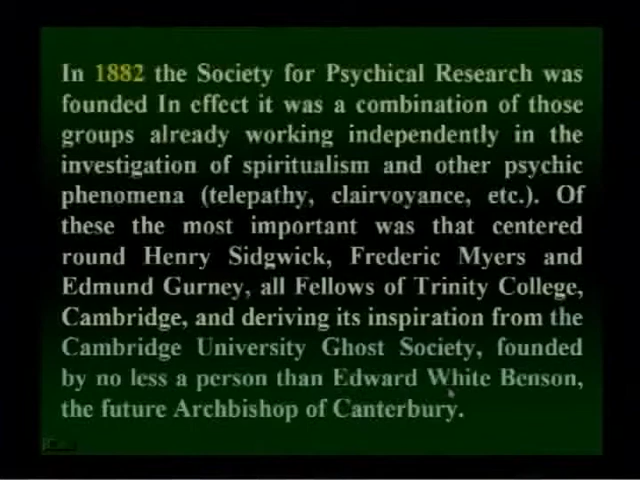 In 1882 the Society for Psychical Research was
founded In effect it was a combination of those
groups already working independently in the
investigation of spiritualism and other psychic
phenomena (telepathy, clairvoyance, etc.). Of
these the most important was that centered
round Henry Sidgwick, Frederic Myers and
Edmund Gurney, all Fellows of Trinity College,
Cambridge, and deriving its inspiration from the
Cambridge University Ghost Society, founded
by no less a person than Edward White Benson,
the future Archbishop of Canterbury.